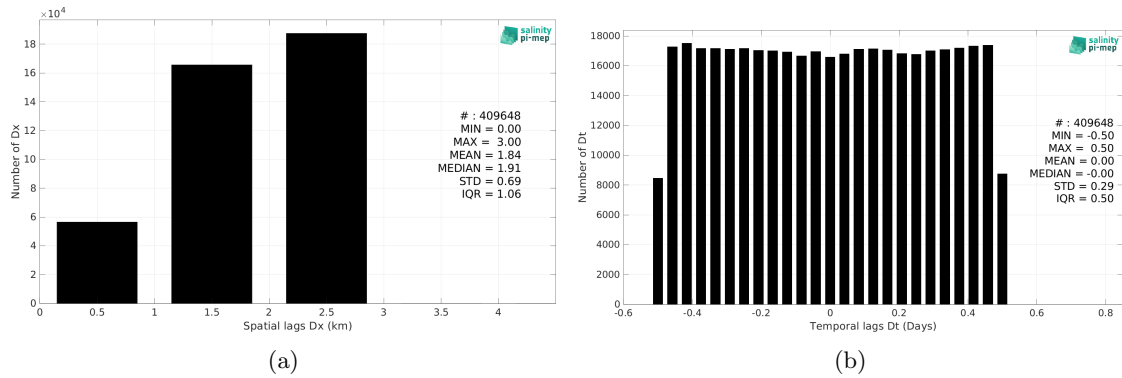 ×10⁴
18
16
14
12
10
8
6
4
2
0
Number of Dx
salinity
pi-mep
# : 409648
MIN = 0.00
MAX = 3.00
MEAN = 1.84
MEDIAN = 1.91
STD = 0.69
IQR = 1.06
0 0.5 1 1.5 2 2.5 3 3.5 4
Spatial lags Dx (km)
(a)
18000
16000
14000
12000
10000
8000
6000
4000
2000
0
Number of Dt
salinity
pi-mep
# : 409648
MIN = -0.50
MAX = 0.50
MEAN = 0.00
MEDIAN = -0.00
STD = 0.29
IQR = 0.50
-0.6 -0.4 -0.2 0 0.2 0.4 0.6 0.8
Temporal lags Dt (Days)
(b)